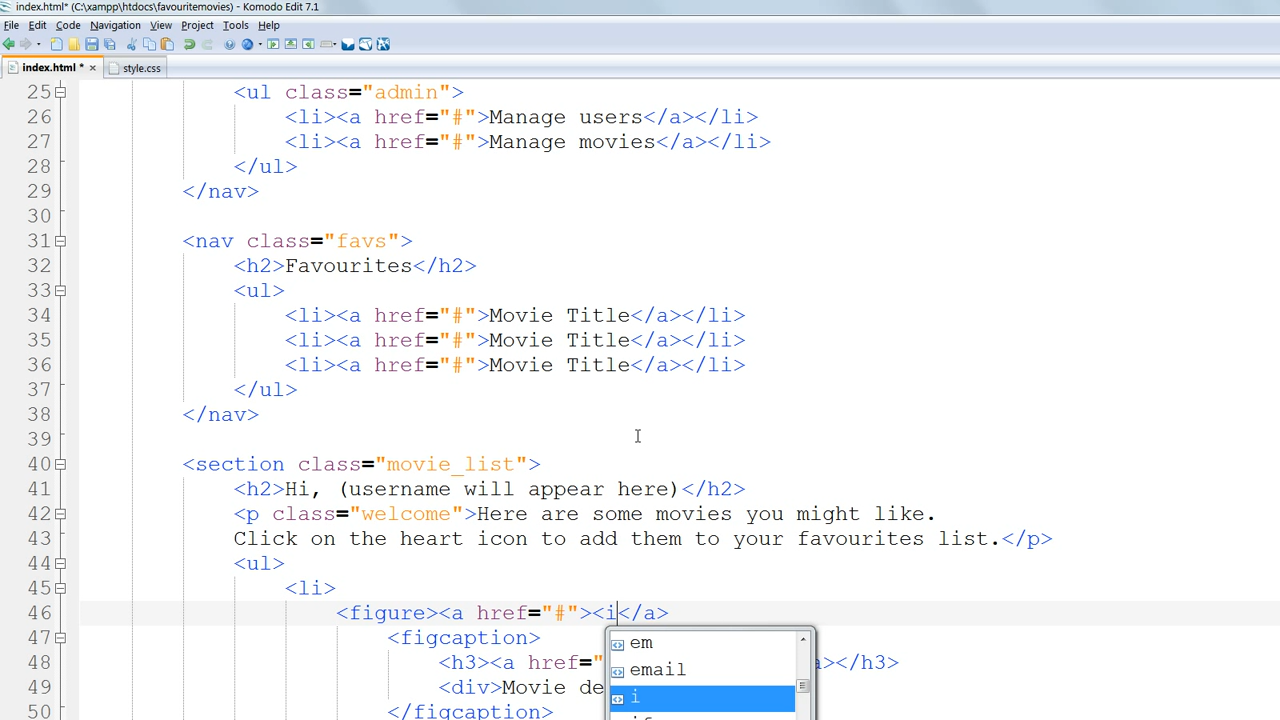 index.html* (C:\xampp\htdocs\favouritemovies) - Komodo Edit 7.1
File Edit Code Navigation View Project Tools Help
index.html * style.css
25 <ul class="admin">
26 <li><a href="#">Manage users</a></li>
27 <li><a href="#">Manage movies</a></li>
28 </ul>
29 </nav>
30
31 <nav class="favs">
32 <h2>Favourites</h2>
33 <ul>
34 <li><a href="#">Movie Title</a></li>
35 <li><a href="#">Movie Title</a></li>
36 <li><a href="#">Movie Title</a></li>
37 </ul>
38 </nav>
39
40 <section class="movie_list">
41 <h2>Hi, (username will appear here)</h2>
42 <p class="welcome">Here are some movies you might like.
43 Click on the heart icon to add them to your favourites list.</p>
44 <ul>
45 <li>
46 <figure><a href="#"><i</a>
47 <figcaption>
48 <h3><a href=" a></h3>
49 <div>Movie de
50 </figcaption>
em
email
i